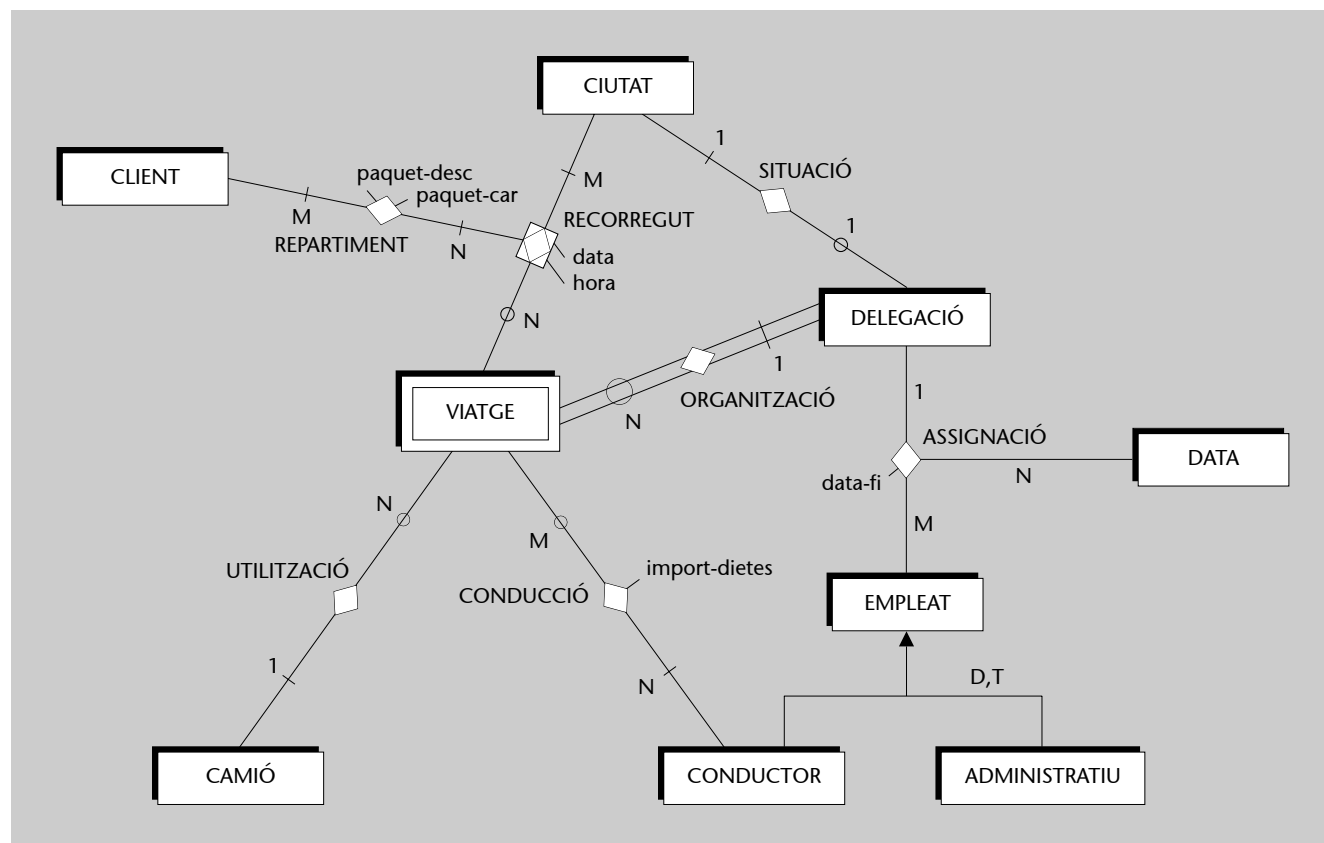 CIUTAT
1
CLIENT
paquet-desc
SITUACIÓ
M
paquet-car
M
RECORREGUT
1
REPARTIMENT
N
data
hora
N
DELEGACIÓ
1
ORGANITZACIÓ
1
VIATGE
N
ASSIGNACIÓ
DATA
N
data-fi
N
M
M
UTILITZACIÓ
import-dietes
CONDUCCIÓ
EMPLEAT
1
N
D,T
CAMIÓ
CONDUCTOR
ADMINISTRATIU